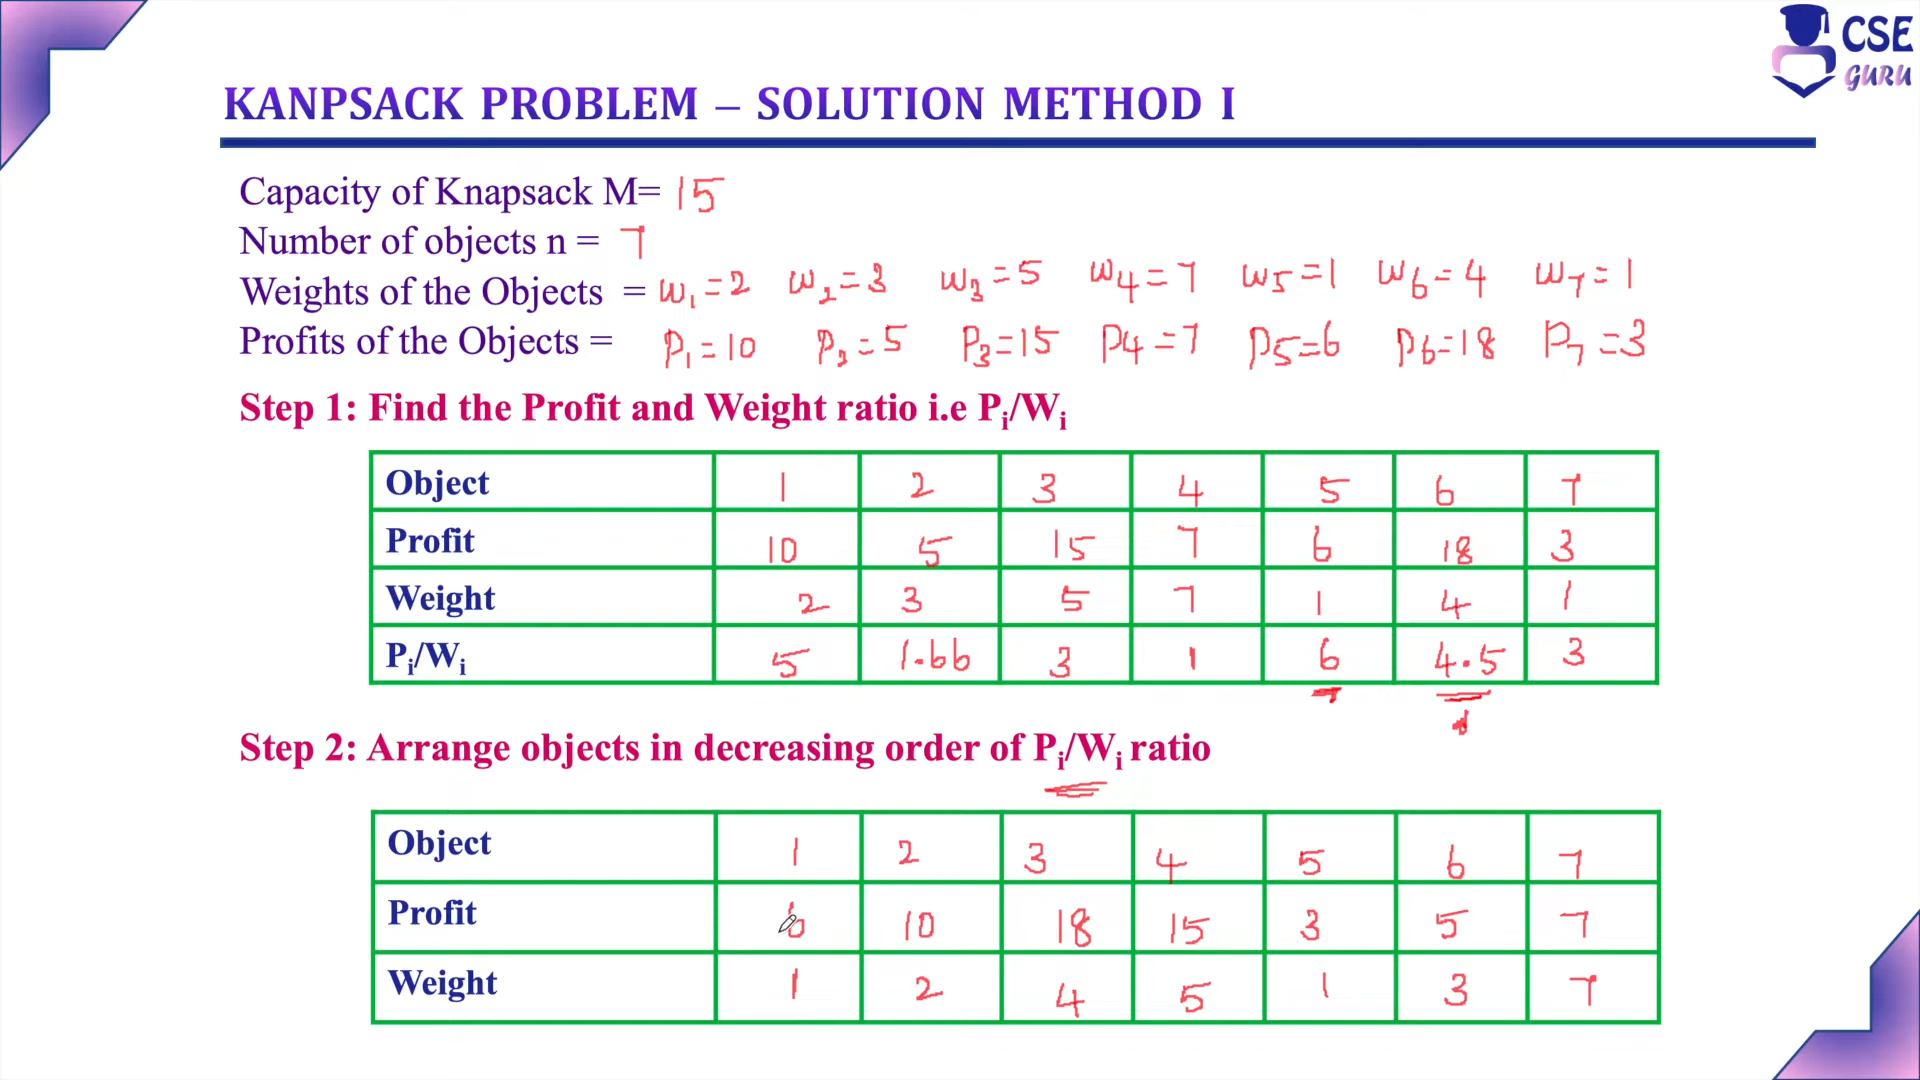 CSE
GURU
KANPSACK PROBLEM – SOLUTION METHOD I
Capacity of Knapsack M= 15
Number of objects n = 7
Weights of the Objects = w1=2 w2=3 w3=5 w4=7 w5=1 w6=4 w7=1
Profits of the Objects = P1=10 P2=5 P3=15 P4=7 P5=6 P6=18 P7=3
Step 1: Find the Profit and Weight ratio i.e Pi/Wi
Object 1 2 3 4 5 6 7
Profit 10 5 15 7 6 18 3
Weight 2 3 5 7 1 4 1
Pi/Wi 5 1.66 3 1 6 4.5 3
Step 2: Arrange objects in decreasing order of Pi/Wi ratio
Object 1 2 3 4 5 6 7
Profit 6 10 18 15 3 5 7
Weight 1 2 4 5 1 3 7